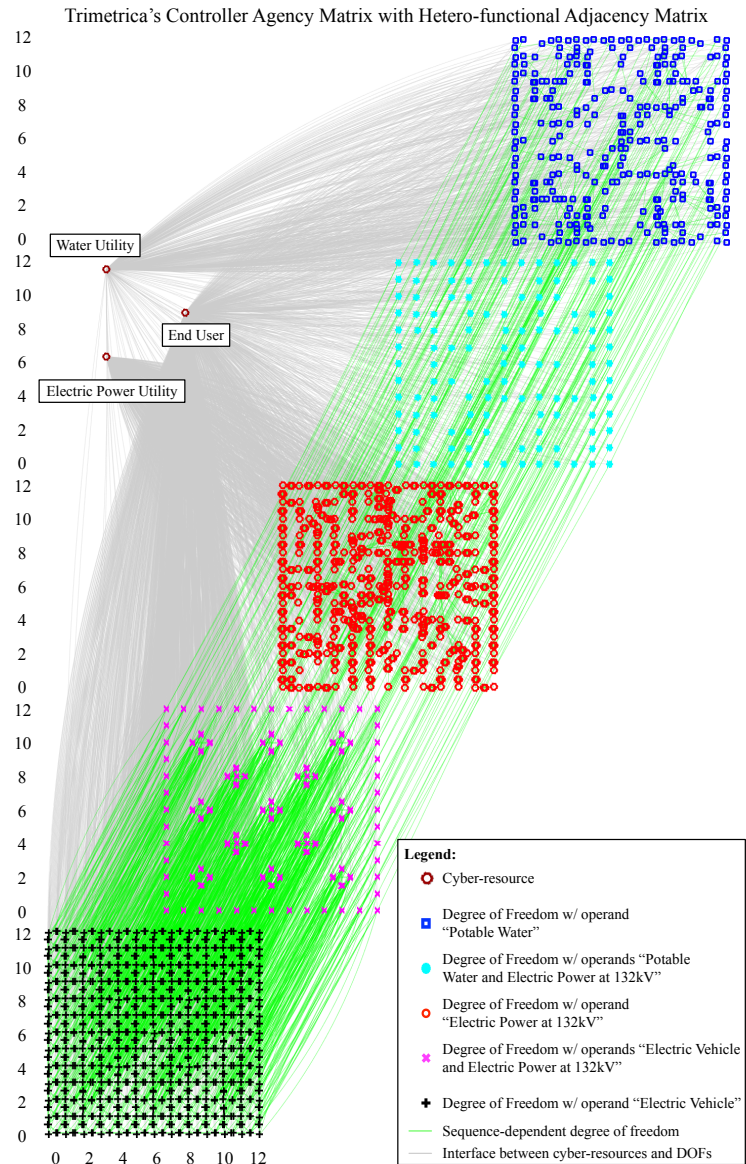 Trimetrica's Controller Agency Matrix with Hetero-functional Adjacency Matrix
12
10
8
6
4
2
0
Water Utility
12
10
End User
8
6
Electric Power Utility
4
2
0
12
10
8
6
4
2
0
12
10
8
6
4
2
0
12
10
8
6
4
2
0
0 2 4 6 8 10 12
Legend:
Cyber-resource
Degree of Freedom w/ operand
“Potable Water”
Degree of Freedom w/ operands “Potable
Water and Electric Power at 132kV”
Degree of Freedom w/ operand
“Electric Power at 132kV”
Degree of Freedom w/ operands “Electric Vehicle
and Electric Power at 132kV”
Degree of Freedom w/ operand “Electric Vehicle”
Sequence-dependent degree of freedom
Interface between cyber-resources and DOFs